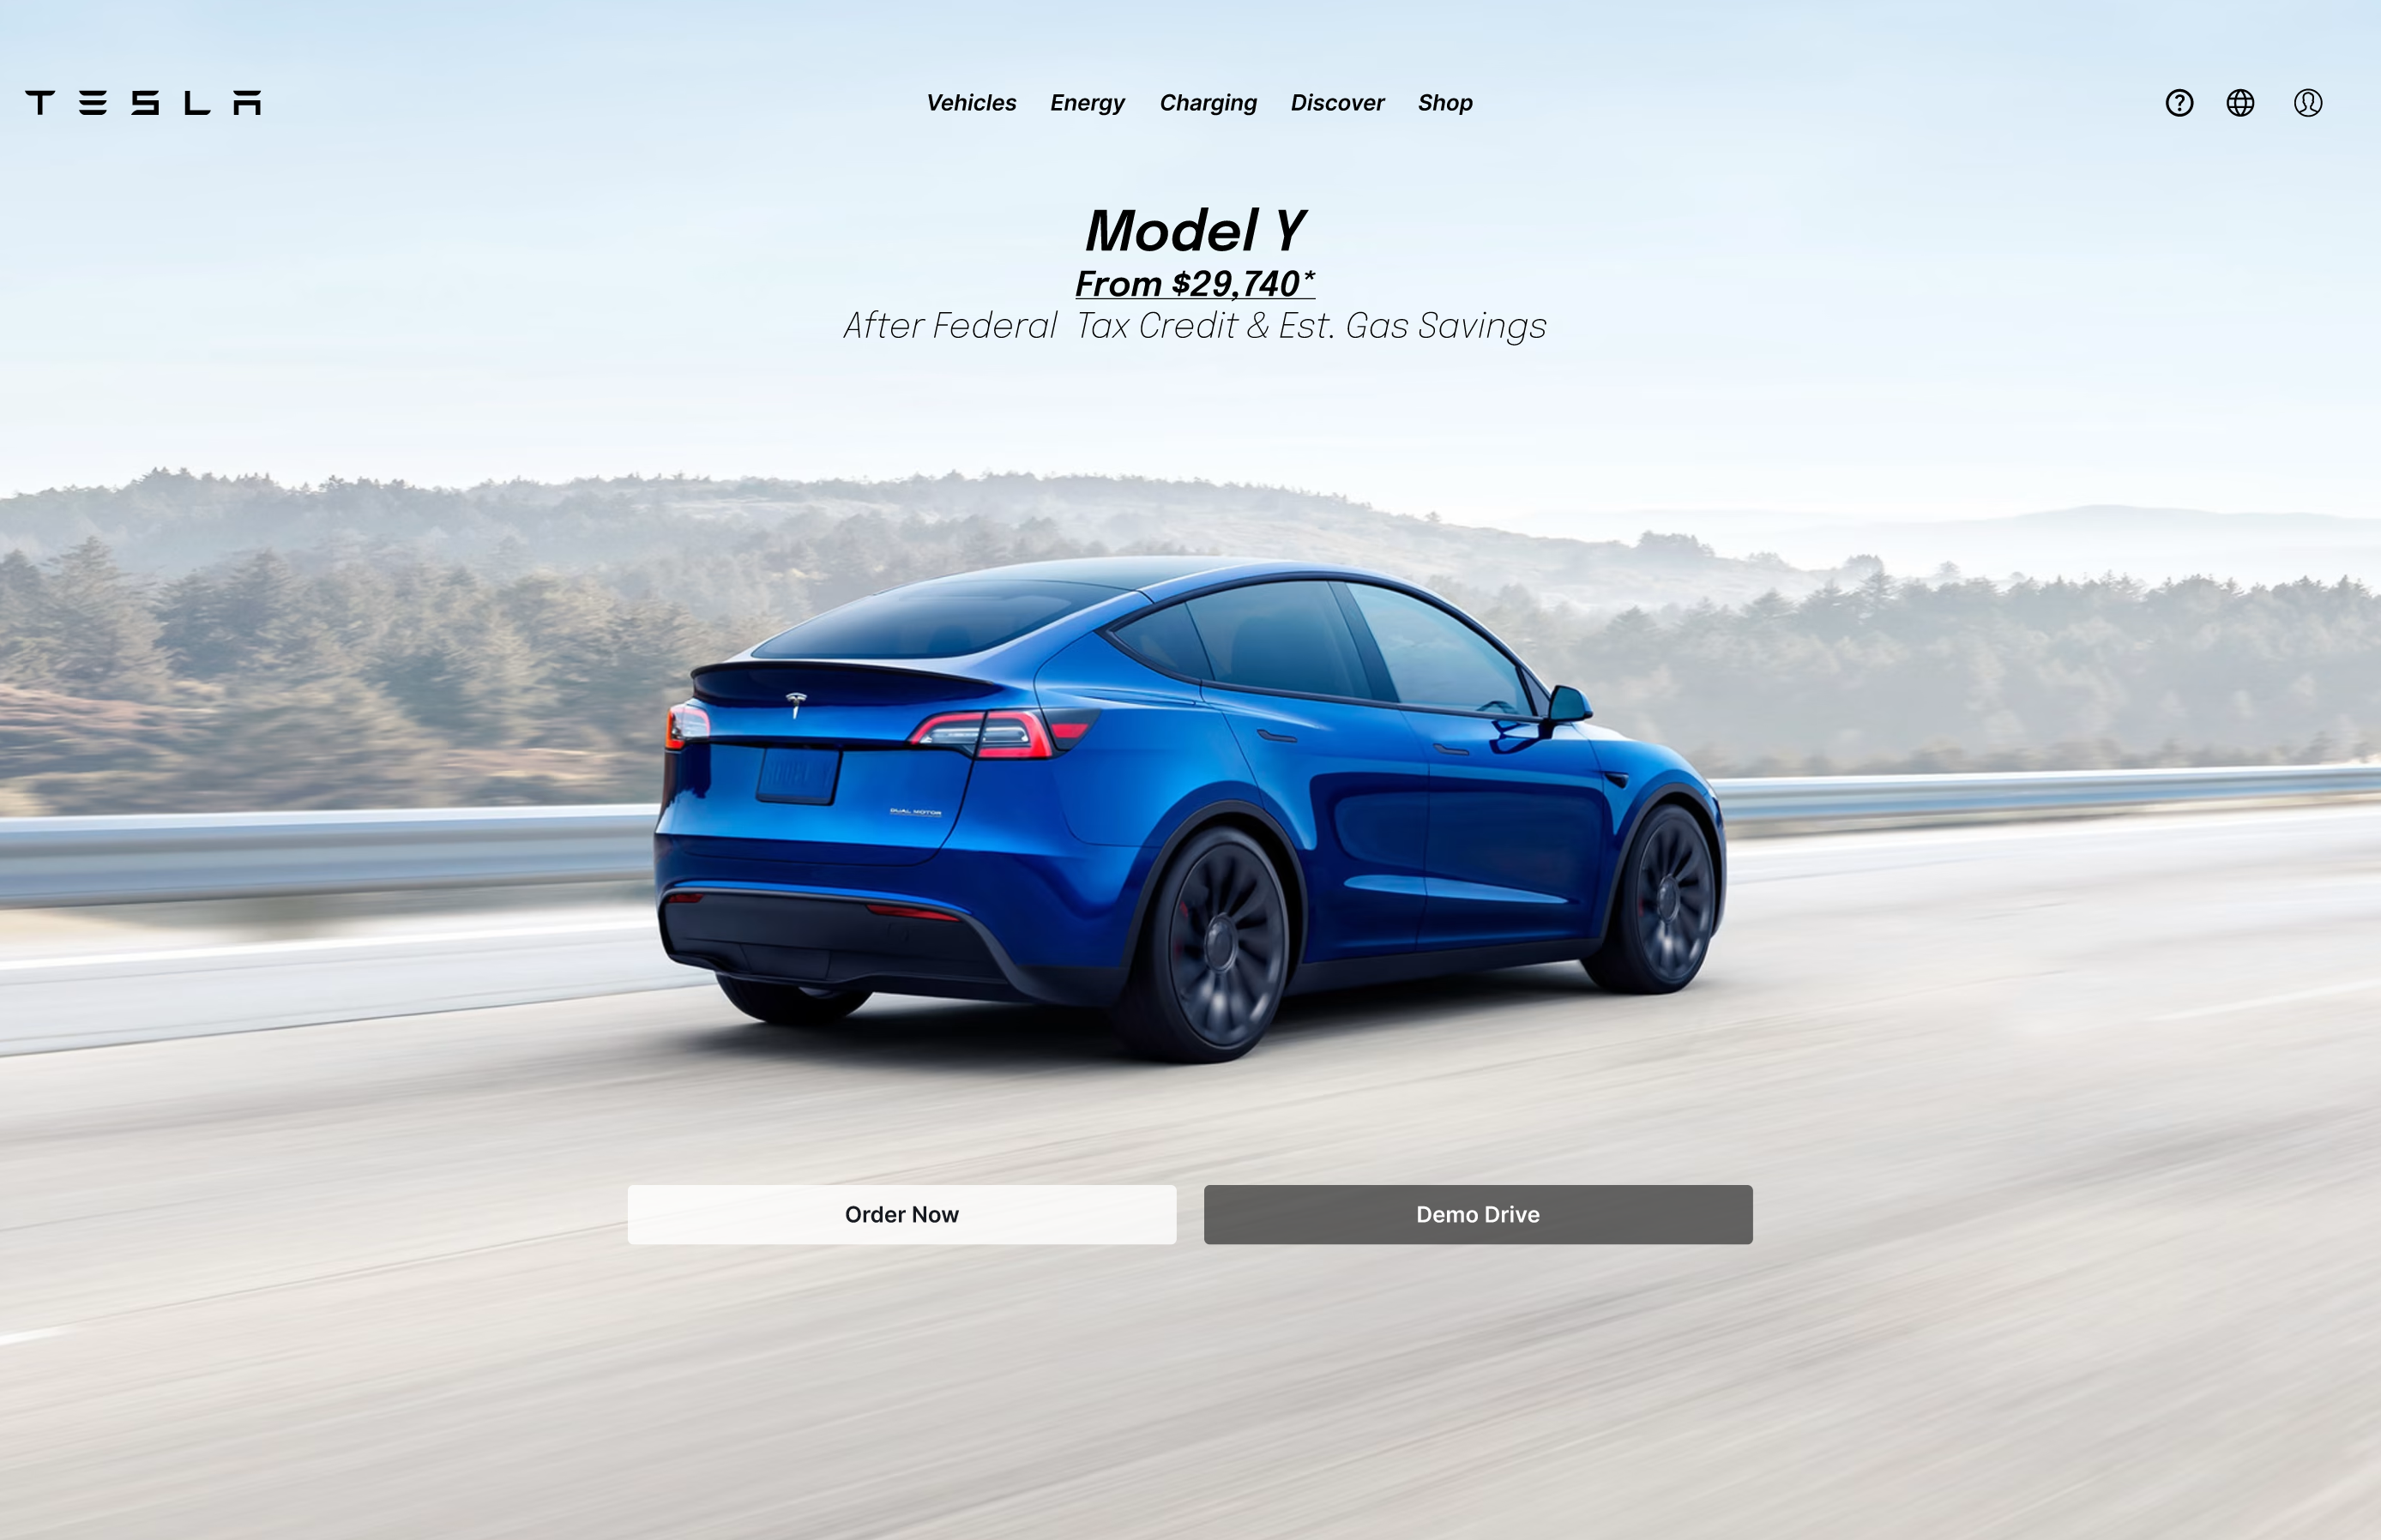 TESLA
Vehicles Energy Charging Discover Shop
Model Y
From $29,740*
After Federal  Tax Credit & Est. Gas Savings
DUAL MOTOR
Order Now
Demo Drive